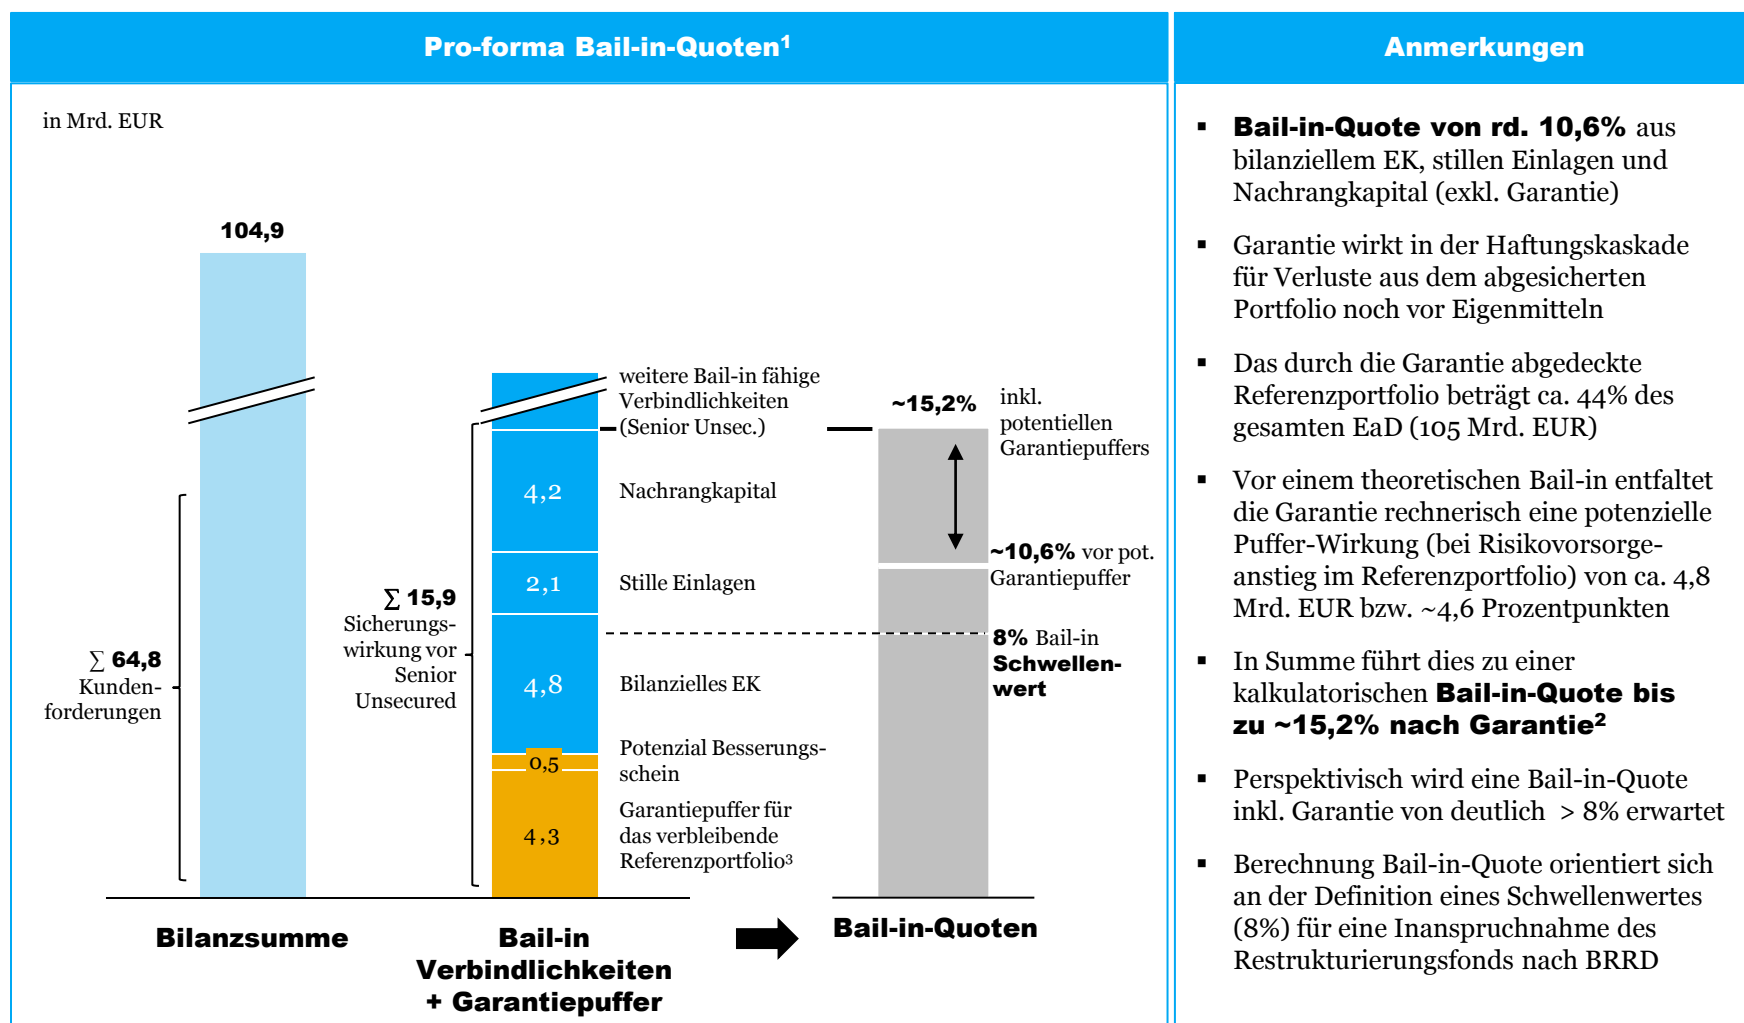 Pro-forma Bail-in-Quoten¹
in Mrd. EUR
104,9
∑ 64,8
Kunden-
forderungen
∑ 15,9
Sicherungs-
wirkung vor
Senior
Unsecured
weitere Bail-in fähige
Verbindlichkeiten
(Senior Unsec.)
4,2
Nachrangkapital
2,1
Stille Einlagen
4,8
Bilanzielles EK
0,5
Potenzial Besserungs-
schein
4,3
Garantiepuffer für
das verbleibende
Referenzportfolio³
~15,2%
inkl.
potentiellen
Garantiepuffers
~10,6% vor pot.
Garantiepuffer
8% Bail-in
Schwellen-
wert
Bilanzsumme
Bail-in
Verbindlichkeiten
+ Garantiepuffer
Bail-in-Quoten
Anmerkungen
▪ Bail-in-Quote von rd. 10,6% aus
bilanziellem EK, stillen Einlagen und
Nachrangkapital (exkl. Garantie)
▪ Garantie wirkt in der Haftungskaskade
für Verluste aus dem abgesicherten
Portfolio noch vor Eigenmitteln
▪ Das durch die Garantie abgedeckte
Referenzportfolio beträgt ca. 44% des
gesamten EaD (105 Mrd. EUR)
▪ Vor einem theoretischen Bail-in entfaltet
die Garantie rechnerisch eine potenzielle
Puffer-Wirkung (bei Risikovorsorge-
anstieg im Referenzportfolio) von ca. 4,8
Mrd. EUR bzw. ~4,6 Prozentpunkten
▪ In Summe führt dies zu einer
kalkulatorischen Bail-in-Quote bis
zu ~15,2% nach Garantie²
▪ Perspektivisch wird eine Bail-in-Quote
inkl. Garantie von deutlich > 8% erwartet
▪ Berechnung Bail-in-Quote orientiert sich
an der Definition eines Schwellenwertes
(8%) für eine Inanspruchnahme des
Restrukturierungsfonds nach BRRD